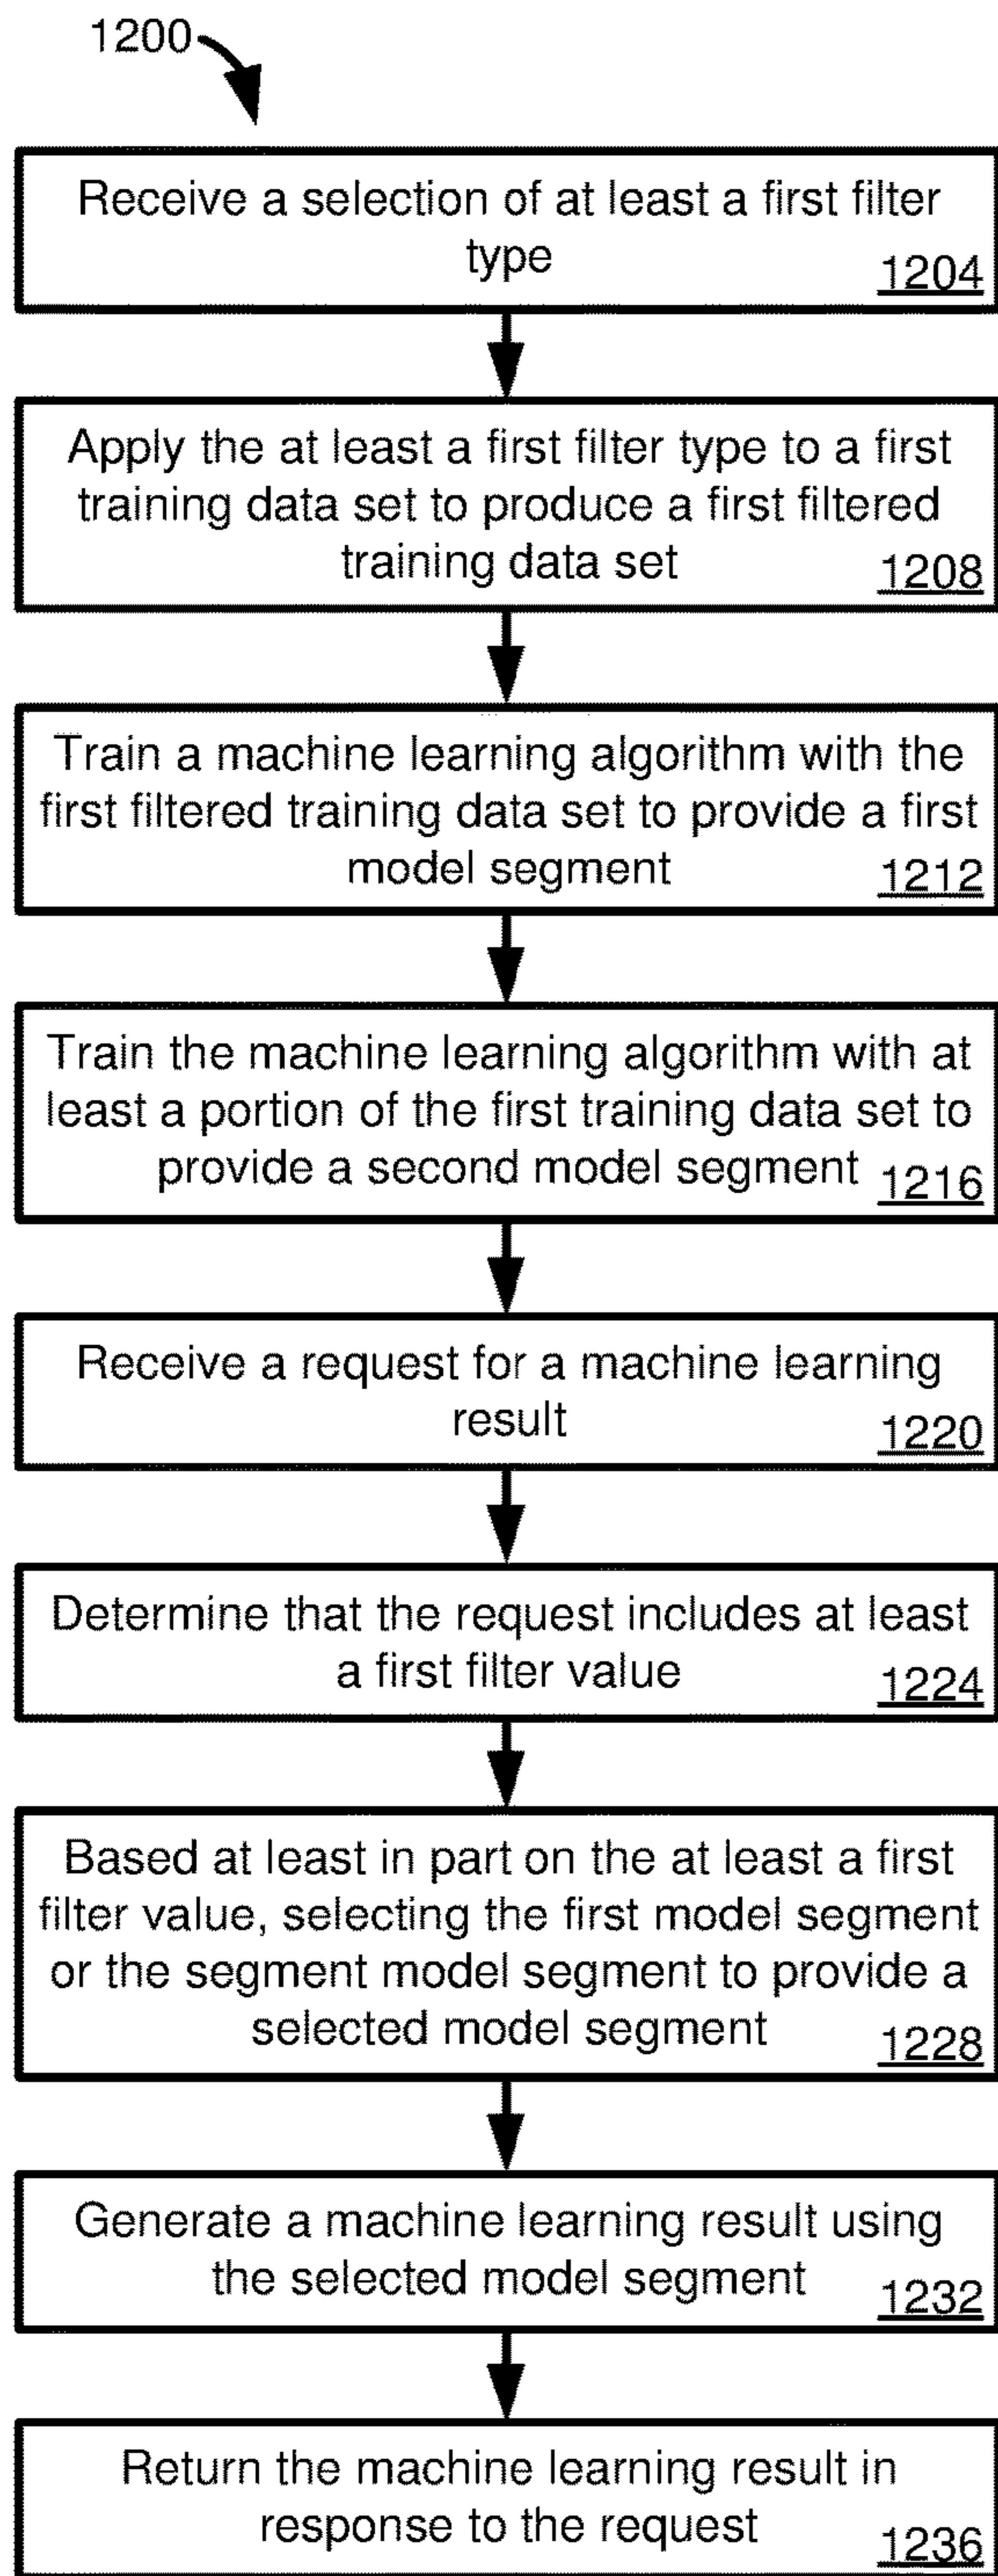 1200
Receive a selection of at least a first filter
type
1204
Apply the at least a first filter type to a first
training data set to produce a first filtered
training data set
1208
Train a machine learning algorithm with the
first filtered training data set to provide a first
model segment
1212
Train the machine learning algorithm with at
least a portion of the first training data set to
provide a second model segment
1216
Receive a request for a machine learning
result
1220
Determine that the request includes at least
a first filter value
1224
Based at least in part on the at least a first
filter value, selecting the first model segment
or the segment model segment to provide a
selected model segment
1228
Generate a machine learning result using
the selected model segment
1232
Return the machine learning result in
response to the request
1236